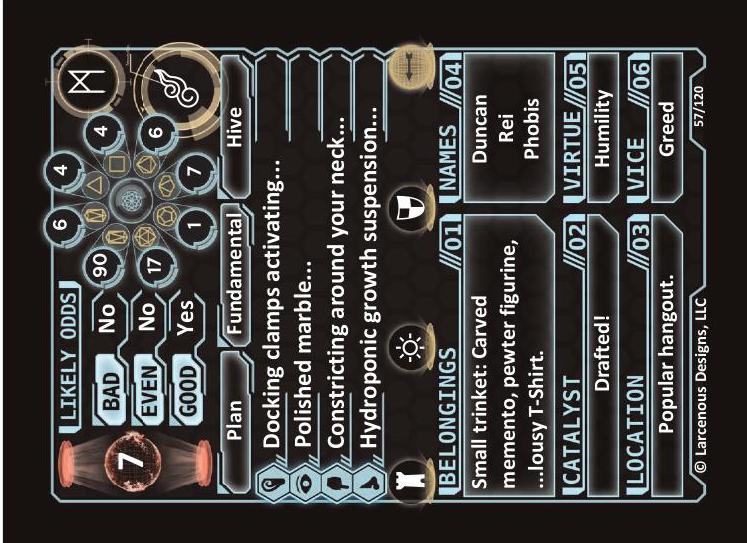 7
LIKELY ODDS
BAD No
EVEN No
GOOD Yes
6 4
90 4
17 6
1 7
Plan Fundamental Hive
Docking clamps activating...
Polished marble...
Constricting around your neck...
Hydroponic growth suspension...
BELONGINGS //01
Small trinket: Carved
memento, pewter figurine,
...lousy T-Shirt.
NAMES //04
Duncan
Rei
Phobis
CATALYST //02
Drafted!
VIRTUE //05
Humility
LOCATION //03
Popular hangout.
VICE //06
Greed
© Larcenous Designs, LLC
57/120